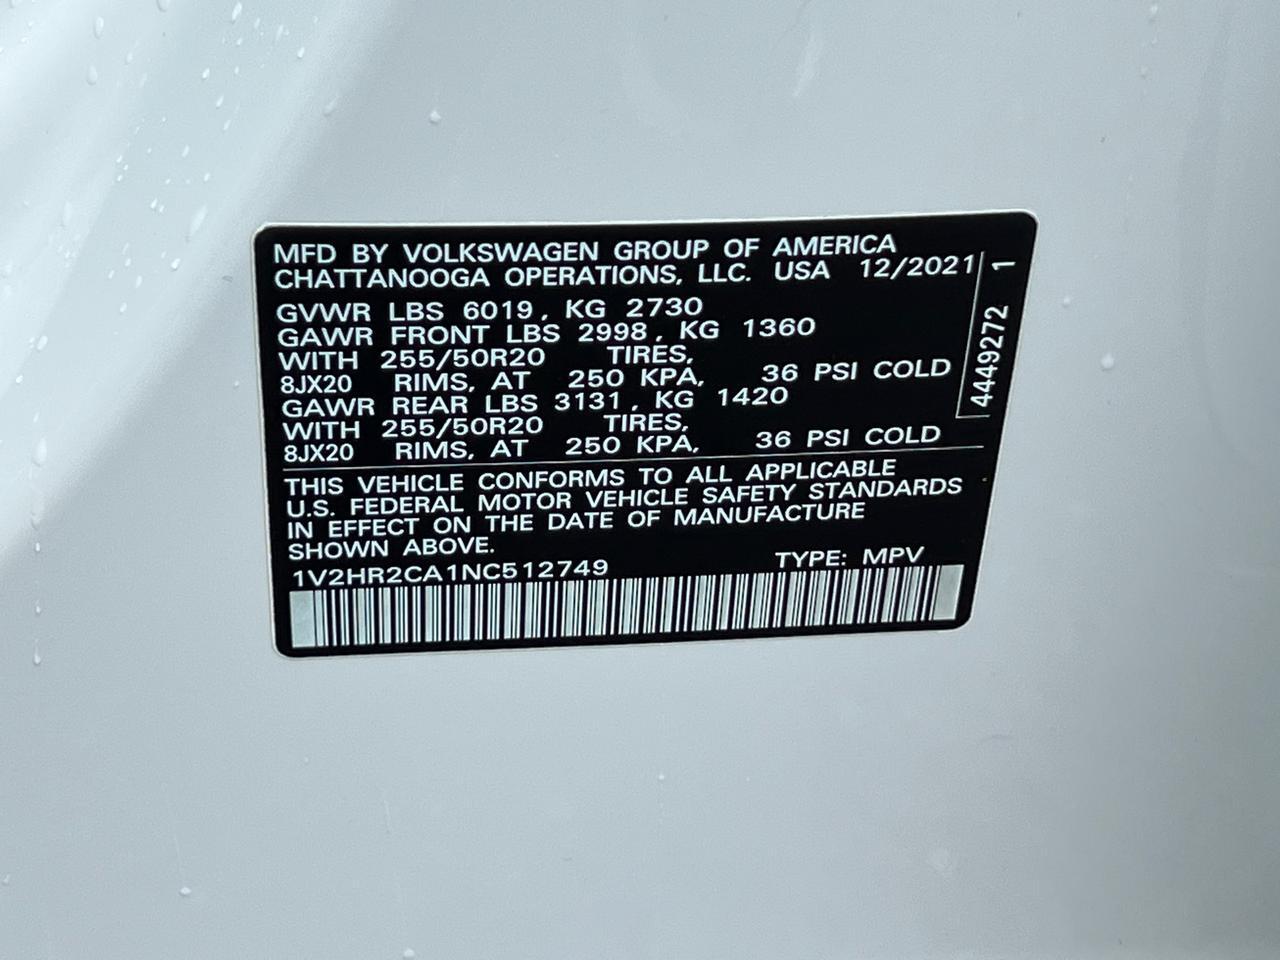 MFD BY VOLKSWAGEN GROUP OF AMERICA
CHATTANOOGA OPERATIONS, LLC. USA 12/2021
GVWR LBS 6019, KG 2730
GAWR FRONT LBS 2998, KG 1360
WITH 255/50R20 TIRES,
8JX20 RIMS, AT 250 KPA, 36 PSI COLD
GAWR REAR LBS 3131, KG 1420
WITH 255/50R20 TIRES,
8JX20 RIMS, AT 250 KPA, 36 PSI COLD
4449272 1
THIS VEHICLE CONFORMS TO ALL APPLICABLE
U.S. FEDERAL MOTOR VEHICLE SAFETY STANDARDS
IN EFFECT ON THE DATE OF MANUFACTURE
SHOWN ABOVE.
1V2HR2CA1NC512749 TYPE: MPV